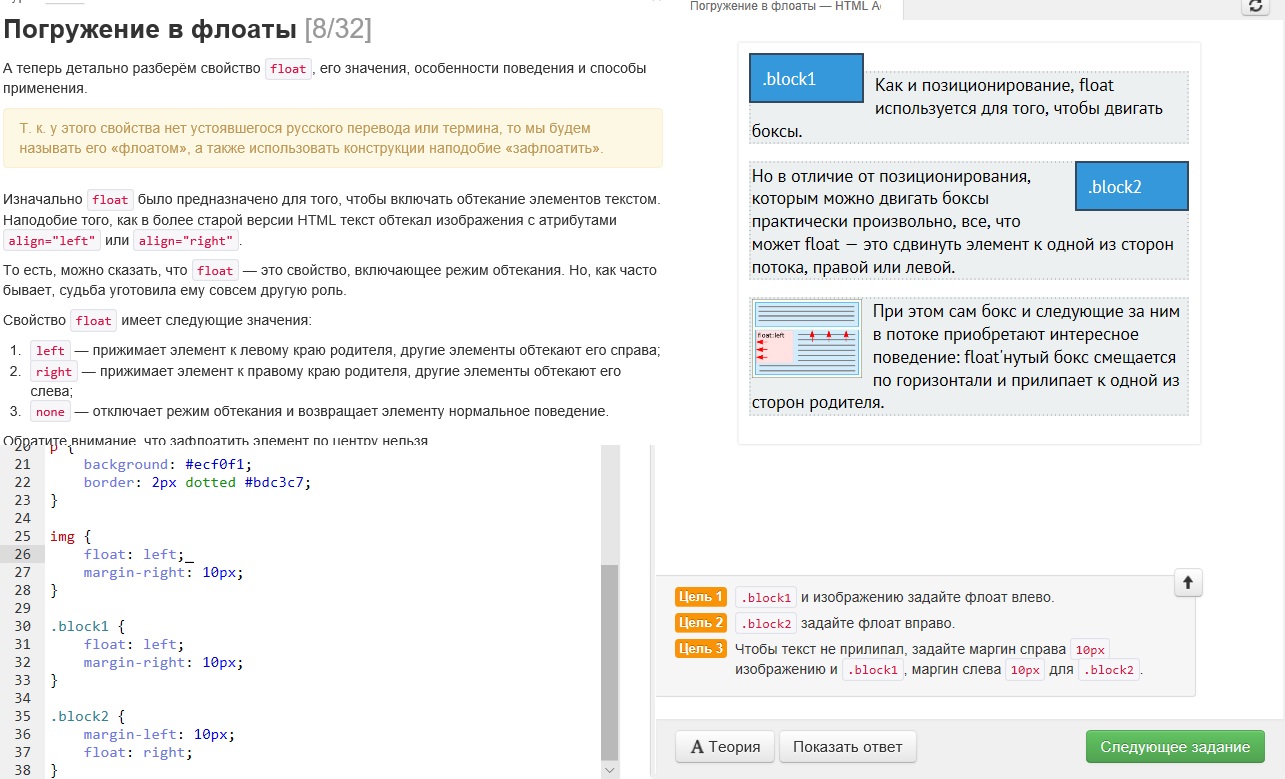 Погружение в флоаты [8/32]
А теперь детально разберём свойство float, его значения, особенности поведения и способы
применения.
Т. к. у этого свойства нет устоявшегося русского перевода или термина, то мы будем
называть его «флоатом», а также использовать конструкции наподобие «зафлоатить».
Изначально float было предназначено для того, чтобы включать обтекание элементов текстом.
Наподобие того, как в более старой версии HTML текст обтекал изображения с атрибутами
align="left" или align="right".
То есть, можно сказать, что float — это свойство, включающее режим обтекания. Но, как часто
бывает, судьба уготовила ему совсем другую роль.
Свойство float имеет следующие значения:
1. left — прижимает элемент к левому краю родителя, другие элементы обтекают его справа;
2. right — прижимает элемент к правому краю родителя, другие элементы обтекают его
слева;
3. none — отключает режим обтекания и возвращает элементу нормальное поведение.
Обратите внимание, что зафлоатить элемент по центру нельзя
20 p {
21 background: #ecf0f1;
22 border: 2px dotted #bdc3c7;
23 }
24
25 img {
26 float: left;_
27 margin-right: 10px;
28 }
29
30 .block1 {
31 float: left;
32 margin-right: 10px;
33 }
34
35 .block2 {
36 margin-left: 10px;
37 float: right;
38 }
Погружение в флоаты — HTML A
.block1
Как и позиционирование, float
используется для того, чтобы двигать
боксы.
Но в отличие от позиционирования,
.block2
которым можно двигать боксы
практически произвольно, все, что
может float — это сдвинуть элемент к одной из сторон
потока, правой или левой.
float:left
При этом сам бокс и следующие за ним
в потоке приобретают интересное
поведение: float'нутый бокс смещается
по горизонтали и прилипает к одной из
сторон родителя.
Цель 1 .block1 и изображению задайте флоат влево.
Цель 2 .block2 задайте флоат вправо.
Цель 3 Чтобы текст не прилипал, задайте маргин справа 10px
изображению и .block1, маргин слева 10px для .block2.
A Теория
Показать ответ
Следующее задание